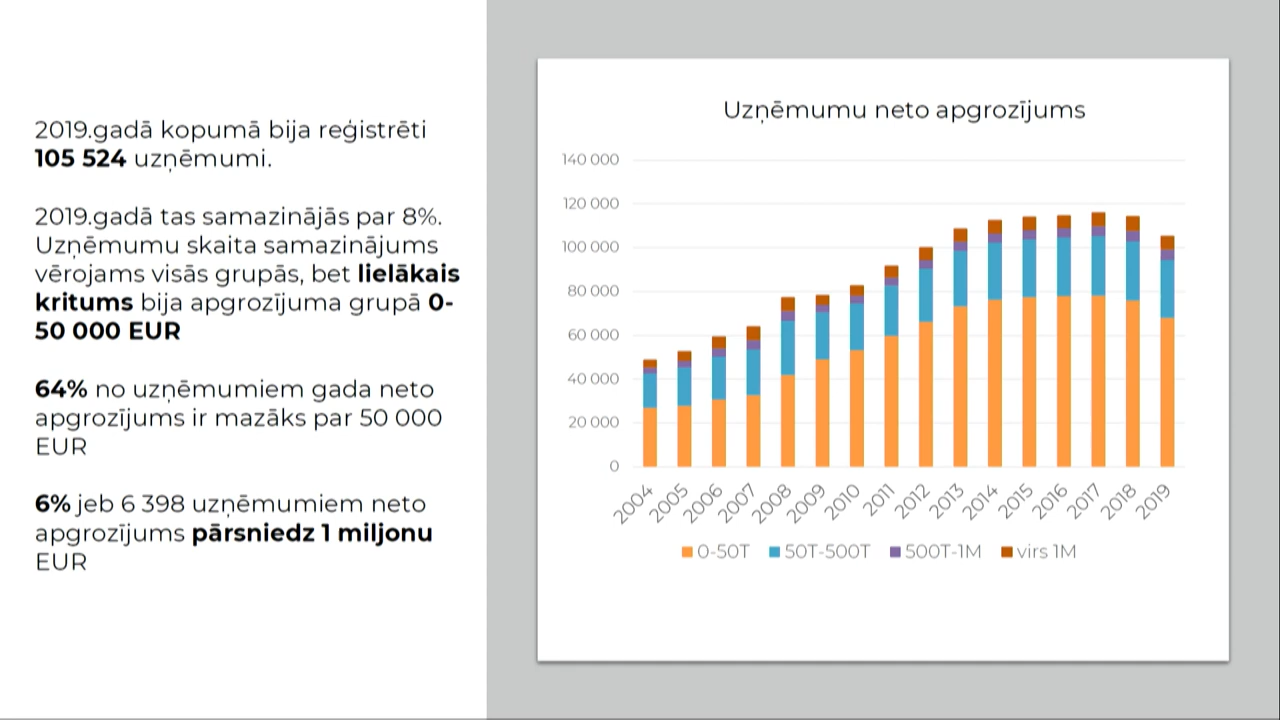 2019.gadā kopumā bija reģistrēti
105 524 uzņēmumi.
2019.gadā tas samazinājās par 8%.
Uzņēmumu skaita samazinājums
vērojams visās grupās, bet lielākais
kritums bija apgrozījuma grupā 0-
50 000 EUR
64% no uzņēmumiem gada neto
apgrozījums ir mazāks par 50 000
EUR
6% jeb 6 398 uzņēmumiem neto
apgrozījums pārsniedz 1 miljonu
EUR
Uzņēmumu neto apgrozījums
140 000
120 000
100 000
80 000
60 000
40 000
20 000
0
2004 2005 2006 2007 2008 2009 2010 2011 2012 2013 2014 2015 2016 2017 2018 2019
0-50T 50T-500T 500T-1M virs 1M